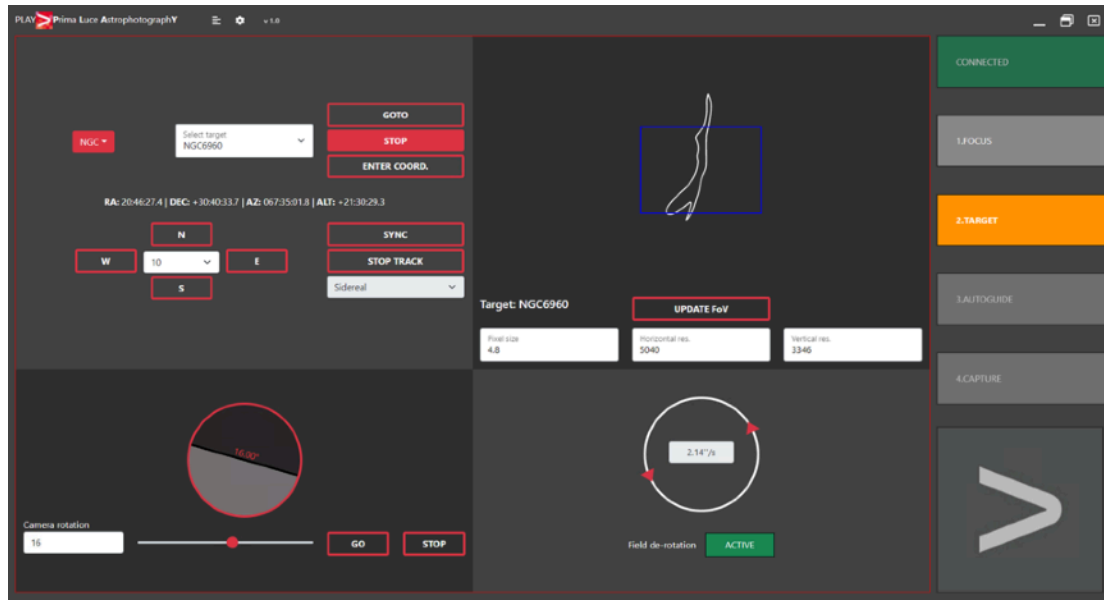 PLAY Prima Luce AstrophotographY
v 1.0
CONNECTED
GOTO
NGC
Select target
NGC6960
STOP
1.FOCUS
ENTER COORD.
RA: 20:46:27.4 | DEC: +30:40:33.7 | AZ: 067:35:01.8 | ALT: +21:30:29.3
2.TARGET
N
SYNC
W
10
E
STOP TRACK
S
Sidereal
Target: NGC6960
UPDATE FoV
3.AUTOGUIDE
Pixel size
4.8
Horizontal res.
5040
Vertical res.
3346
4.CAPTURE
16.00°
2.14"/s
Camera rotation
16
GO
STOP
Field de-rotation
ACTIVE